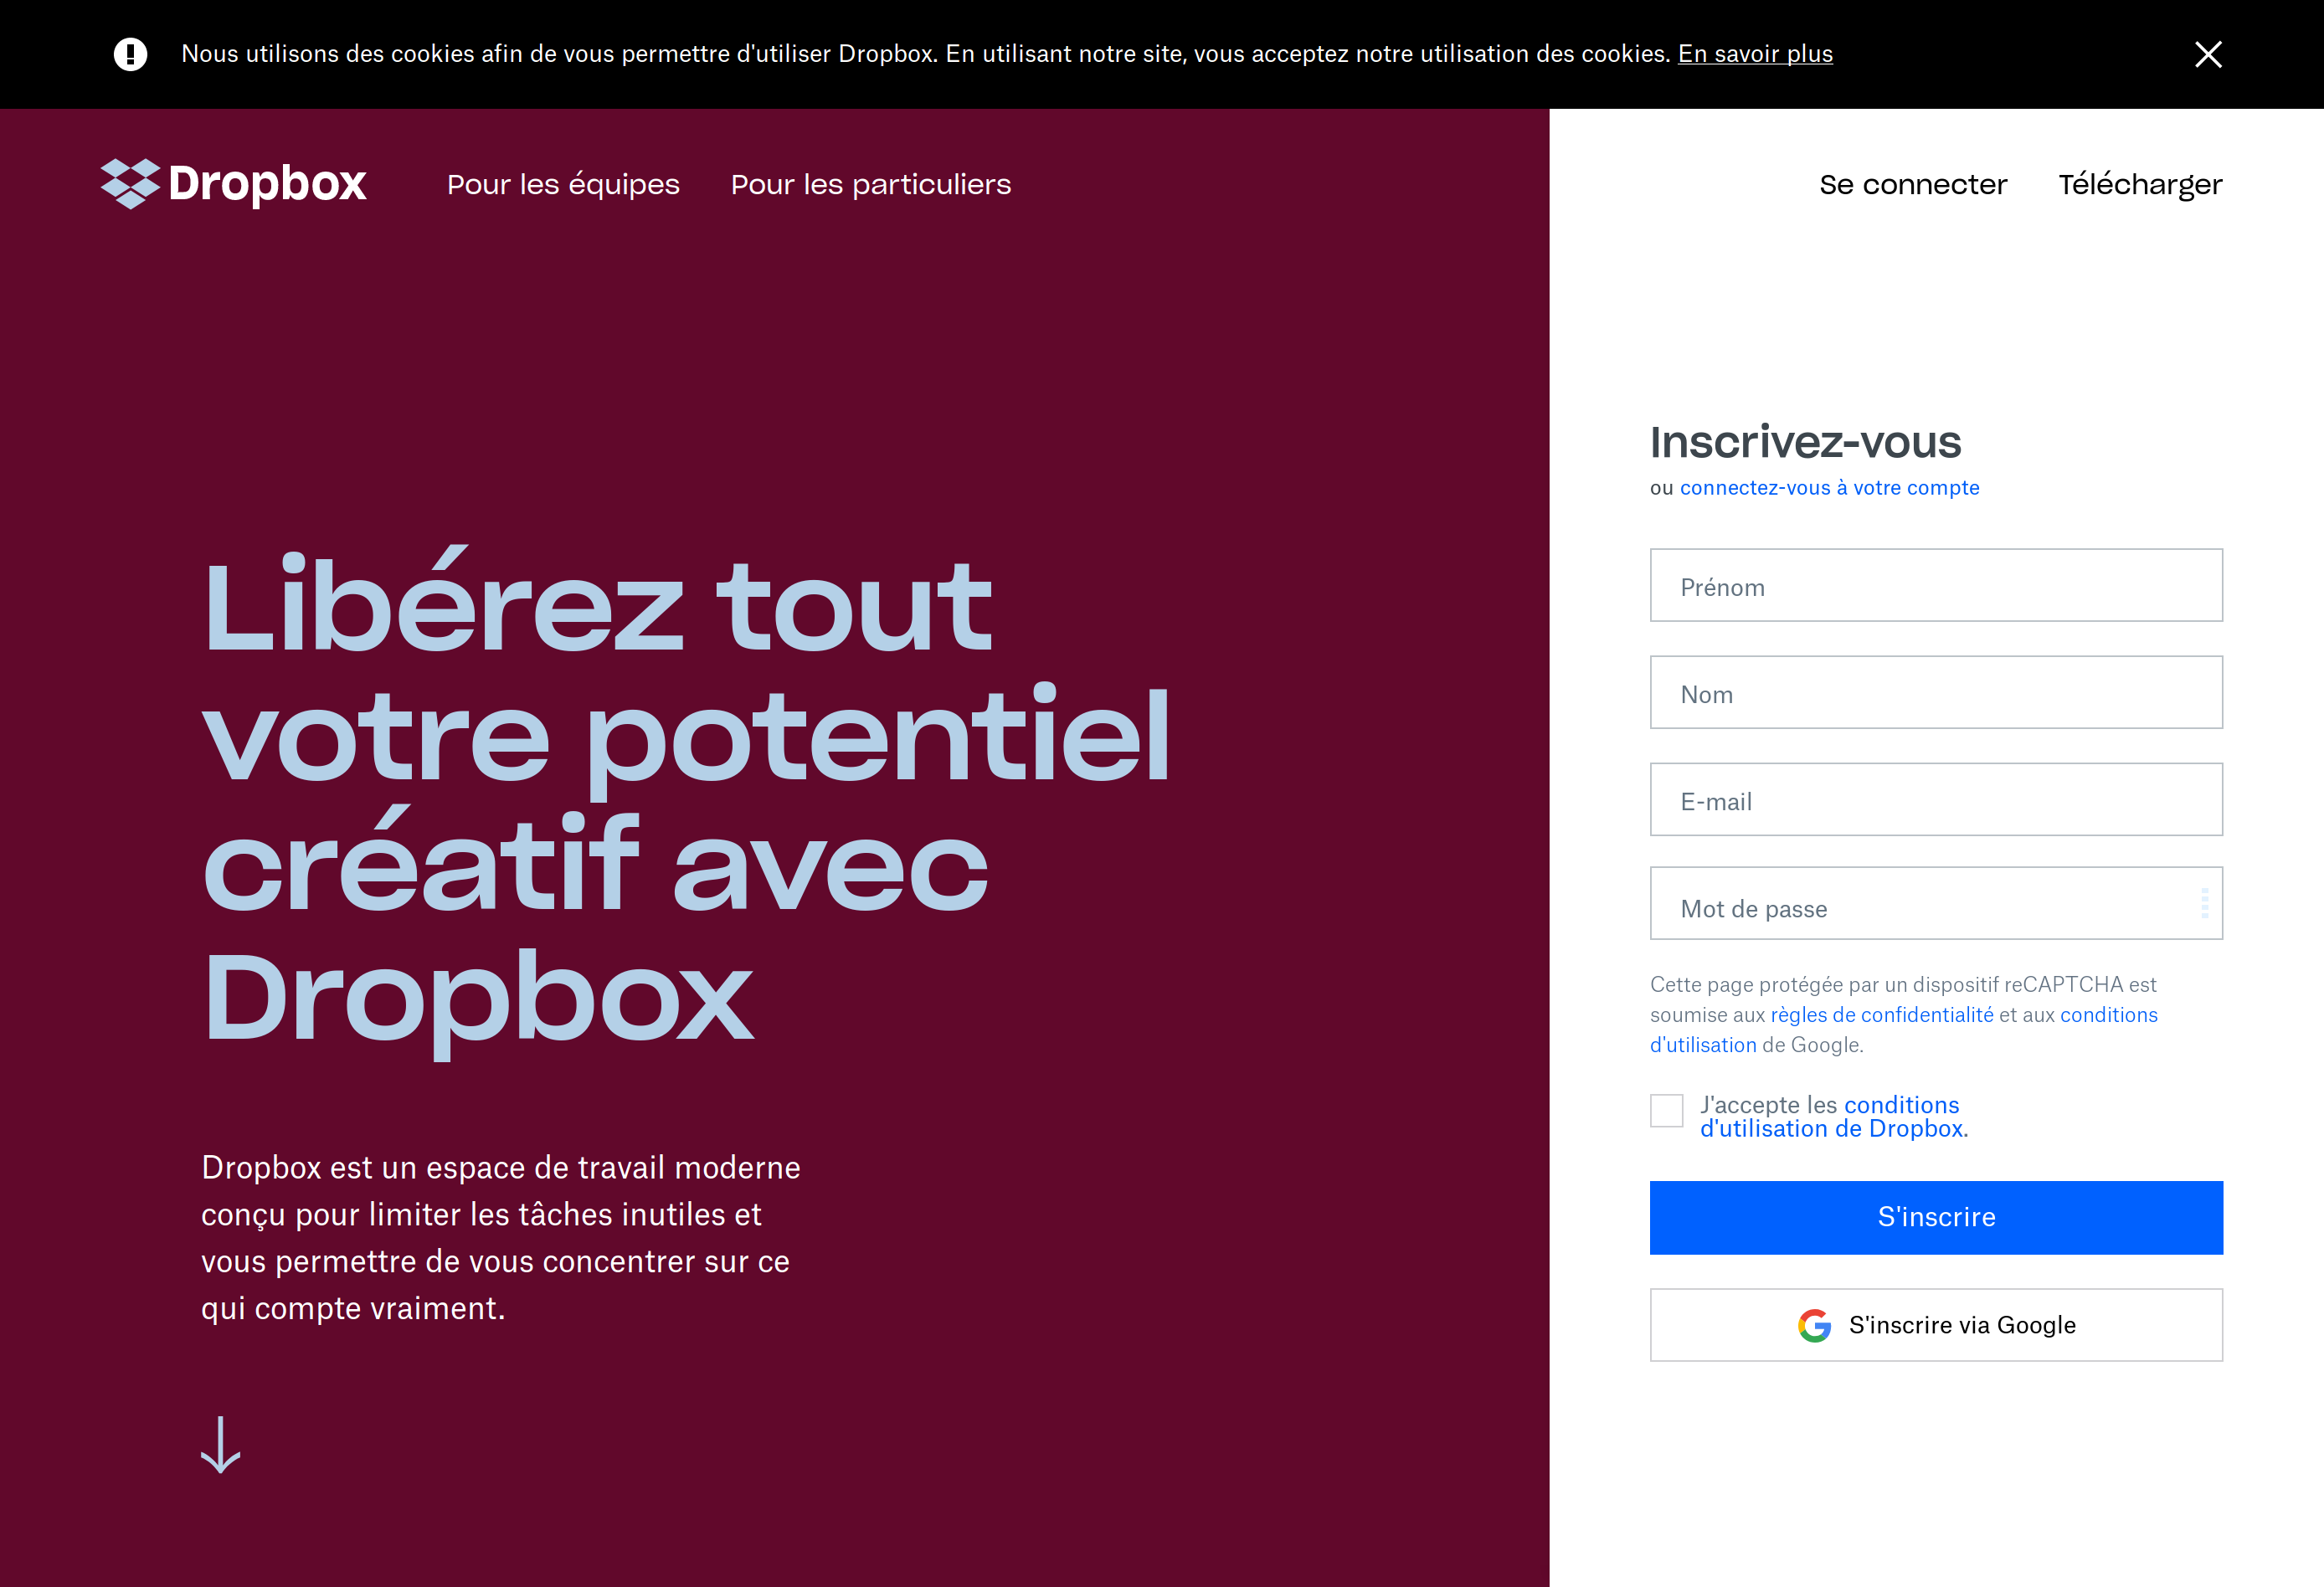 Nous utilisons des cookies afin de vous permettre d'utiliser Dropbox. En utilisant notre site, vous acceptez notre utilisation des cookies. En savoir plus
Dropbox
Pour les équipes
Pour les particuliers
Se connecter
Télécharger
Libérez tout
votre potentiel
créatif avec
Dropbox
Dropbox est un espace de travail moderne
conçu pour limiter les tâches inutiles et
vous permettre de vous concentrer sur ce
qui compte vraiment.
Inscrivez-vous
ou connectez-vous à votre compte
Prénom
Nom
E-mail
Mot de passe
Cette page protégée par un dispositif reCAPTCHA est
soumise aux règles de confidentialité et aux conditions
d'utilisation de Google.
J'accepte les conditions
d'utilisation de Dropbox.
S'inscrire
S'inscrire via Google